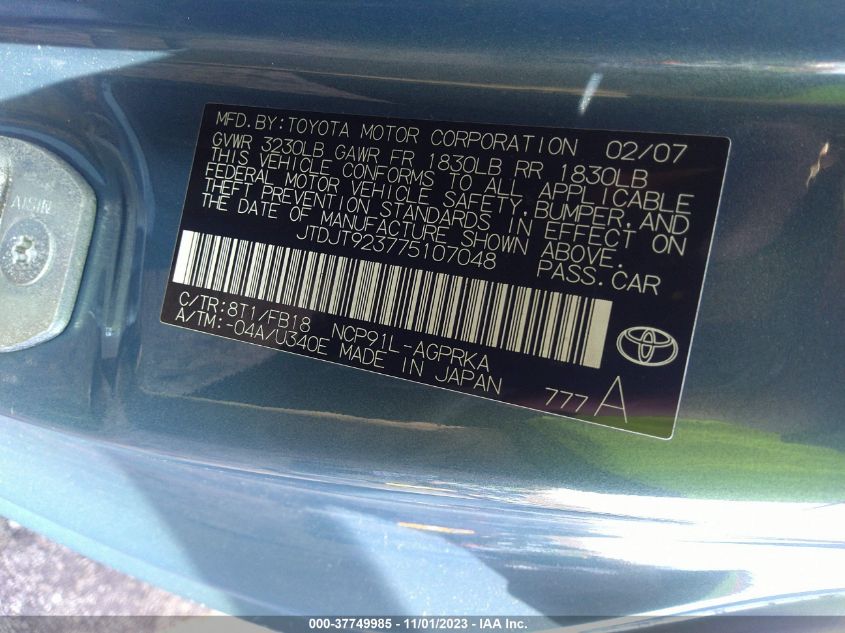 MFD.BY:TOYOTA MOTOR CORPORATION 02/07
GVWR 3230LB GAWR FR 1830LB RR 1830LB
THIS VEHICLE CONFORMS TO ALL APPLICABLE
FEDERAL MOTOR VEHICLE SAFETY,BUMPER,AND
THEFT PREVENTION STANDARDS IN EFFECT ON
THE DATE OF MANUFACTURE SHOWN ABOVE.
JTDJT923775107048 PASS.CAR
C/TR:8T1/FB18 NCP91L-AGPRKA
A/TM:-04A/U340E MADE IN JAPAN
777A
AISIN
000-37749985 - 11/01/2023 - IAA Inc.